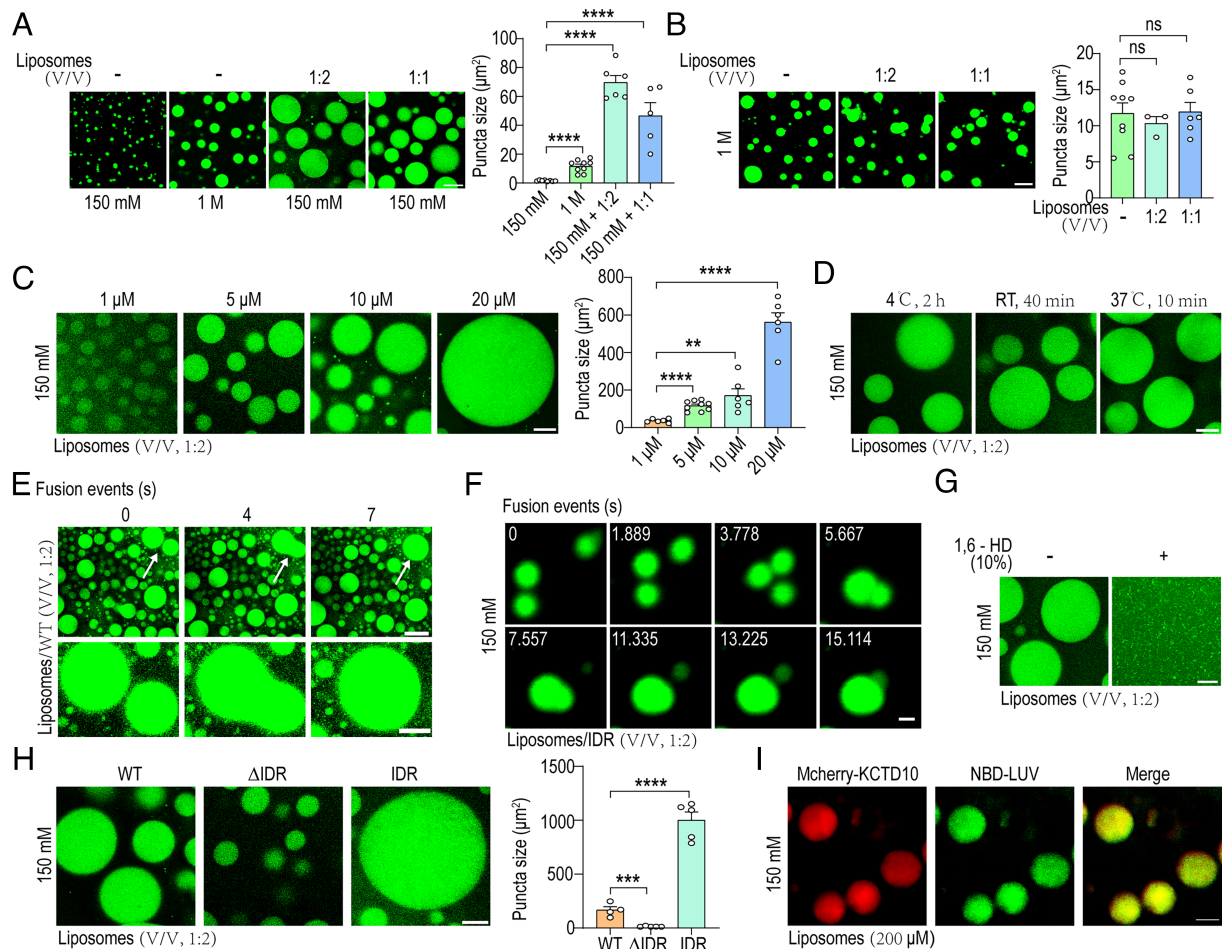 A
Liposomes
(V/V)
- - 1:2 1:1
150 mM 1 M 150 mM 150 mM
Puncta size (µm²)
100
80
60
40
20
0
**** **** ****
150 mM
1 M
150 mM + 1:2
150 mM + 1:1
B
Liposomes
(V/V)
- 1:2 1:1
1 M
Puncta size (µm²)
20
15
10
5
0
ns
ns
Liposomes
(V/V)
- 1:2 1:1
C
1 µM 5 µM 10 µM 20 µM
150 mM
Liposomes (V/V, 1:2)
Puncta size (µm²)
800
600
400
200
0
****
**
****
1 µM
5 µM
10 µM
20 µM
D
4℃, 2 h RT, 40 min 37℃, 10 min
150 mM
Liposomes (V/V, 1:2)
E
Fusion events (s)
0 4 7
Liposomes/WT (V/V, 1:2)
F
Fusion events (s)
0 1.889 3.778 5.667
7.557 11.335 13.225 15.114
150 mM
Liposomes/IDR (V/V, 1:2)
G
1,6 - HD
(10%)
- +
150 mM
Liposomes (V/V, 1:2)
H
WT ΔIDR IDR
150 mM
Liposomes (V/V, 1:2)
Puncta size (µm²)
1500
1000
500
0
****
***
WT ΔIDR IDR
I
Mcherry-KCTD10 NBD-LUV Merge
150 mM
Liposomes (200 µM)